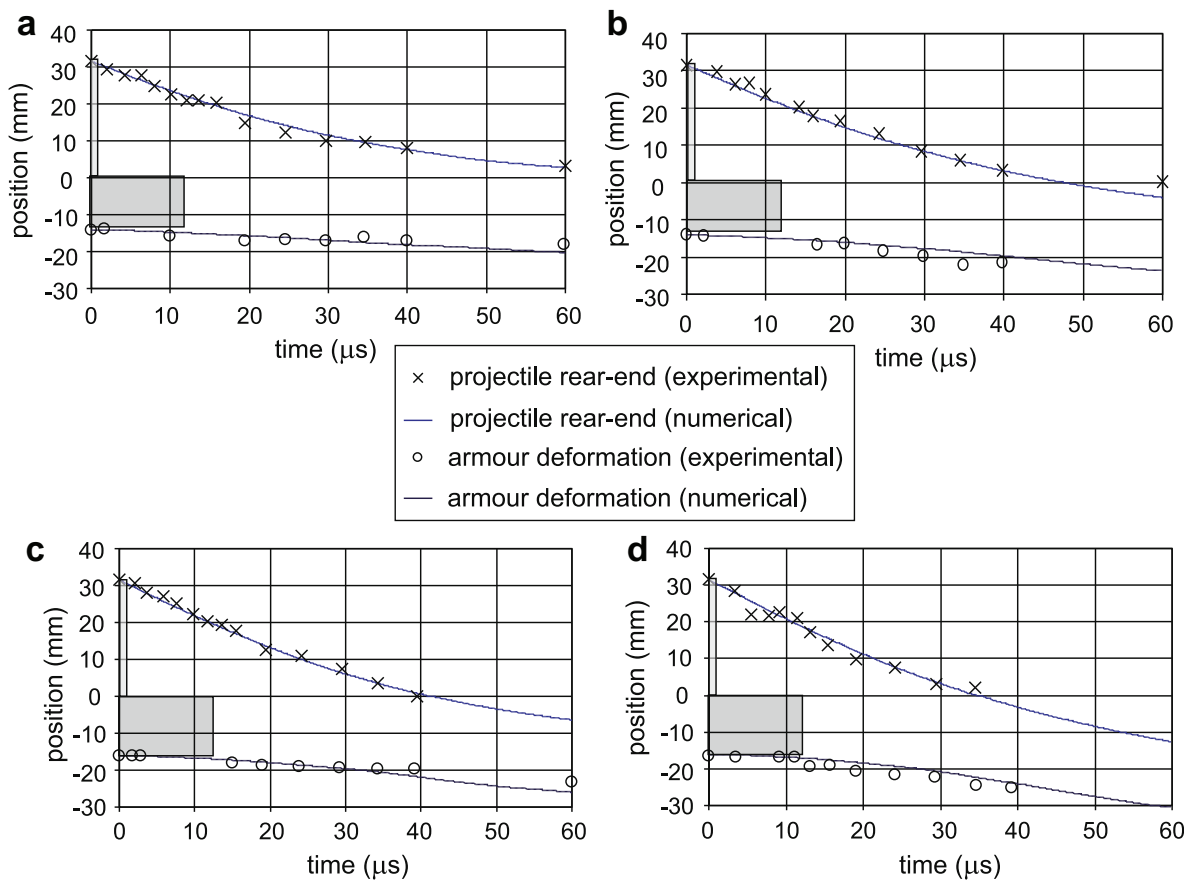 a
40
30
20
10
0
-10
-20
-30
position (mm)
0 10 20 30 40 60
time (μs)
b
40
30
20
10
0
-10
-20
-30
position (mm)
0 10 20 30 40 60
time (μs)
projectile rear-end (experimental)
projectile rear-end (numerical)
armour deformation (experimental)
armour deformation (numerical)
c
40
30
20
10
0
-10
-20
-30
position (mm)
0 10 20 30 40 60
time (μs)
d
40
30
20
10
0
-10
-20
-30
position (mm)
0 10 20 30 40 60
time (μs)